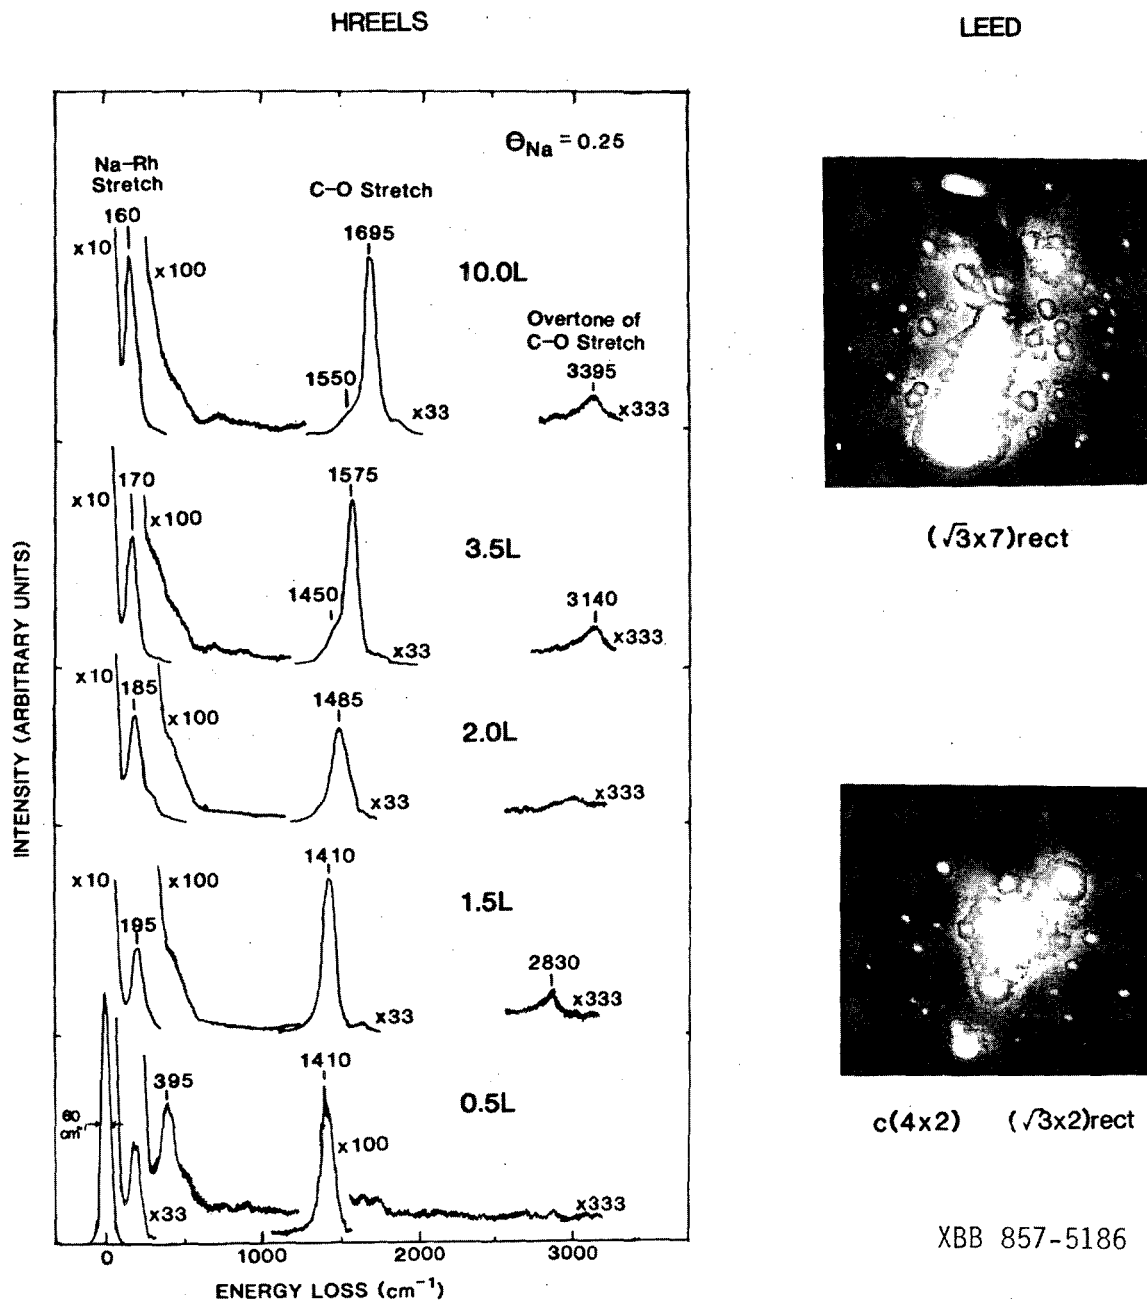 HREELS
LEED
Θ_Na = 0.25
Na-Rh
Stretch
C-O Stretch
160
1695
x10
x100
10.0L
1550
x33
Overtone of
C-O Stretch
3395
x333
170
1575
x10
x100
3.5L
1450
x33
3140
x333
185
1485
x10
x100
2.0L
x33
x333
195
1410
x10
x100
1.5L
x33
2830
x333
395
1410
0.5L
60
cm⁻¹
x33
x100
x333
0 1000 2000 3000
ENERGY LOSS (cm⁻¹)
INTENSITY (ARBITRARY UNITS)
(√3x7)rect
c(4x2) (√3x2)rect
XBB 857-5186